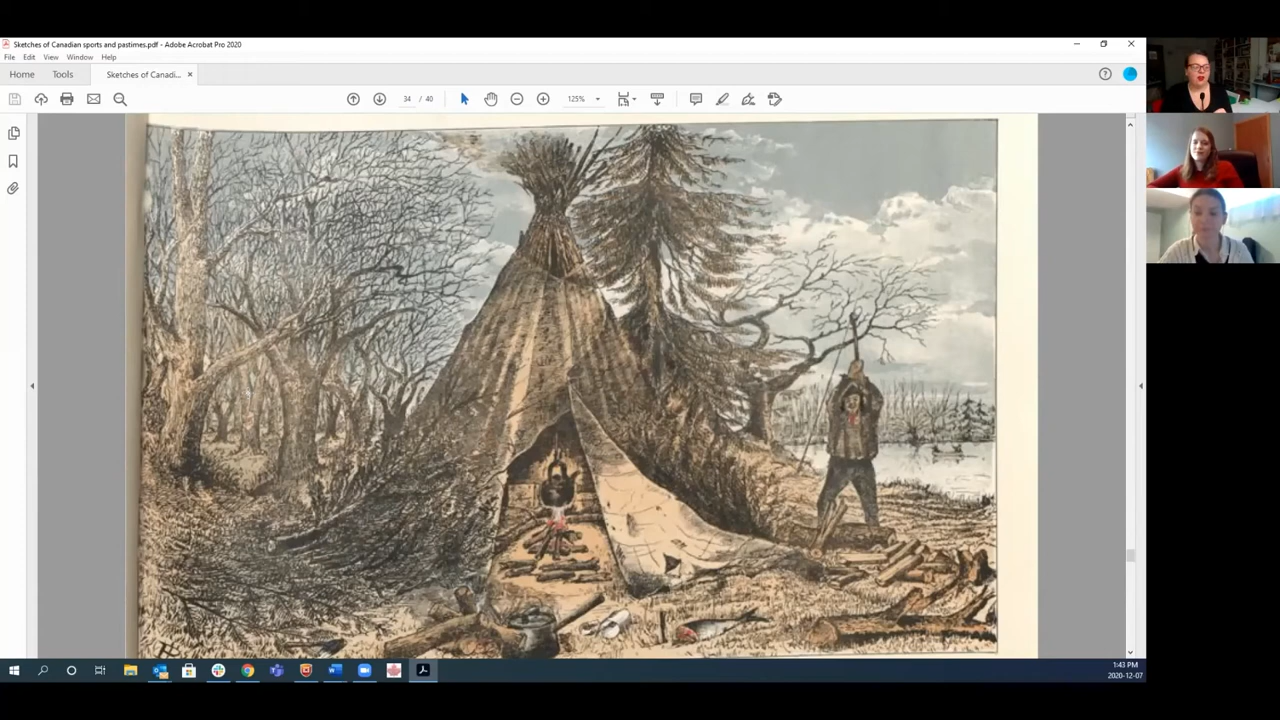 Sketches of Canadian sports and pastimes.pdf - Adobe Acrobat Pro 2020
File Edit View Window Help
Home Tools Sketches of Canadi... ×
34 / 40 125%
1:43 PM
2020-12-07